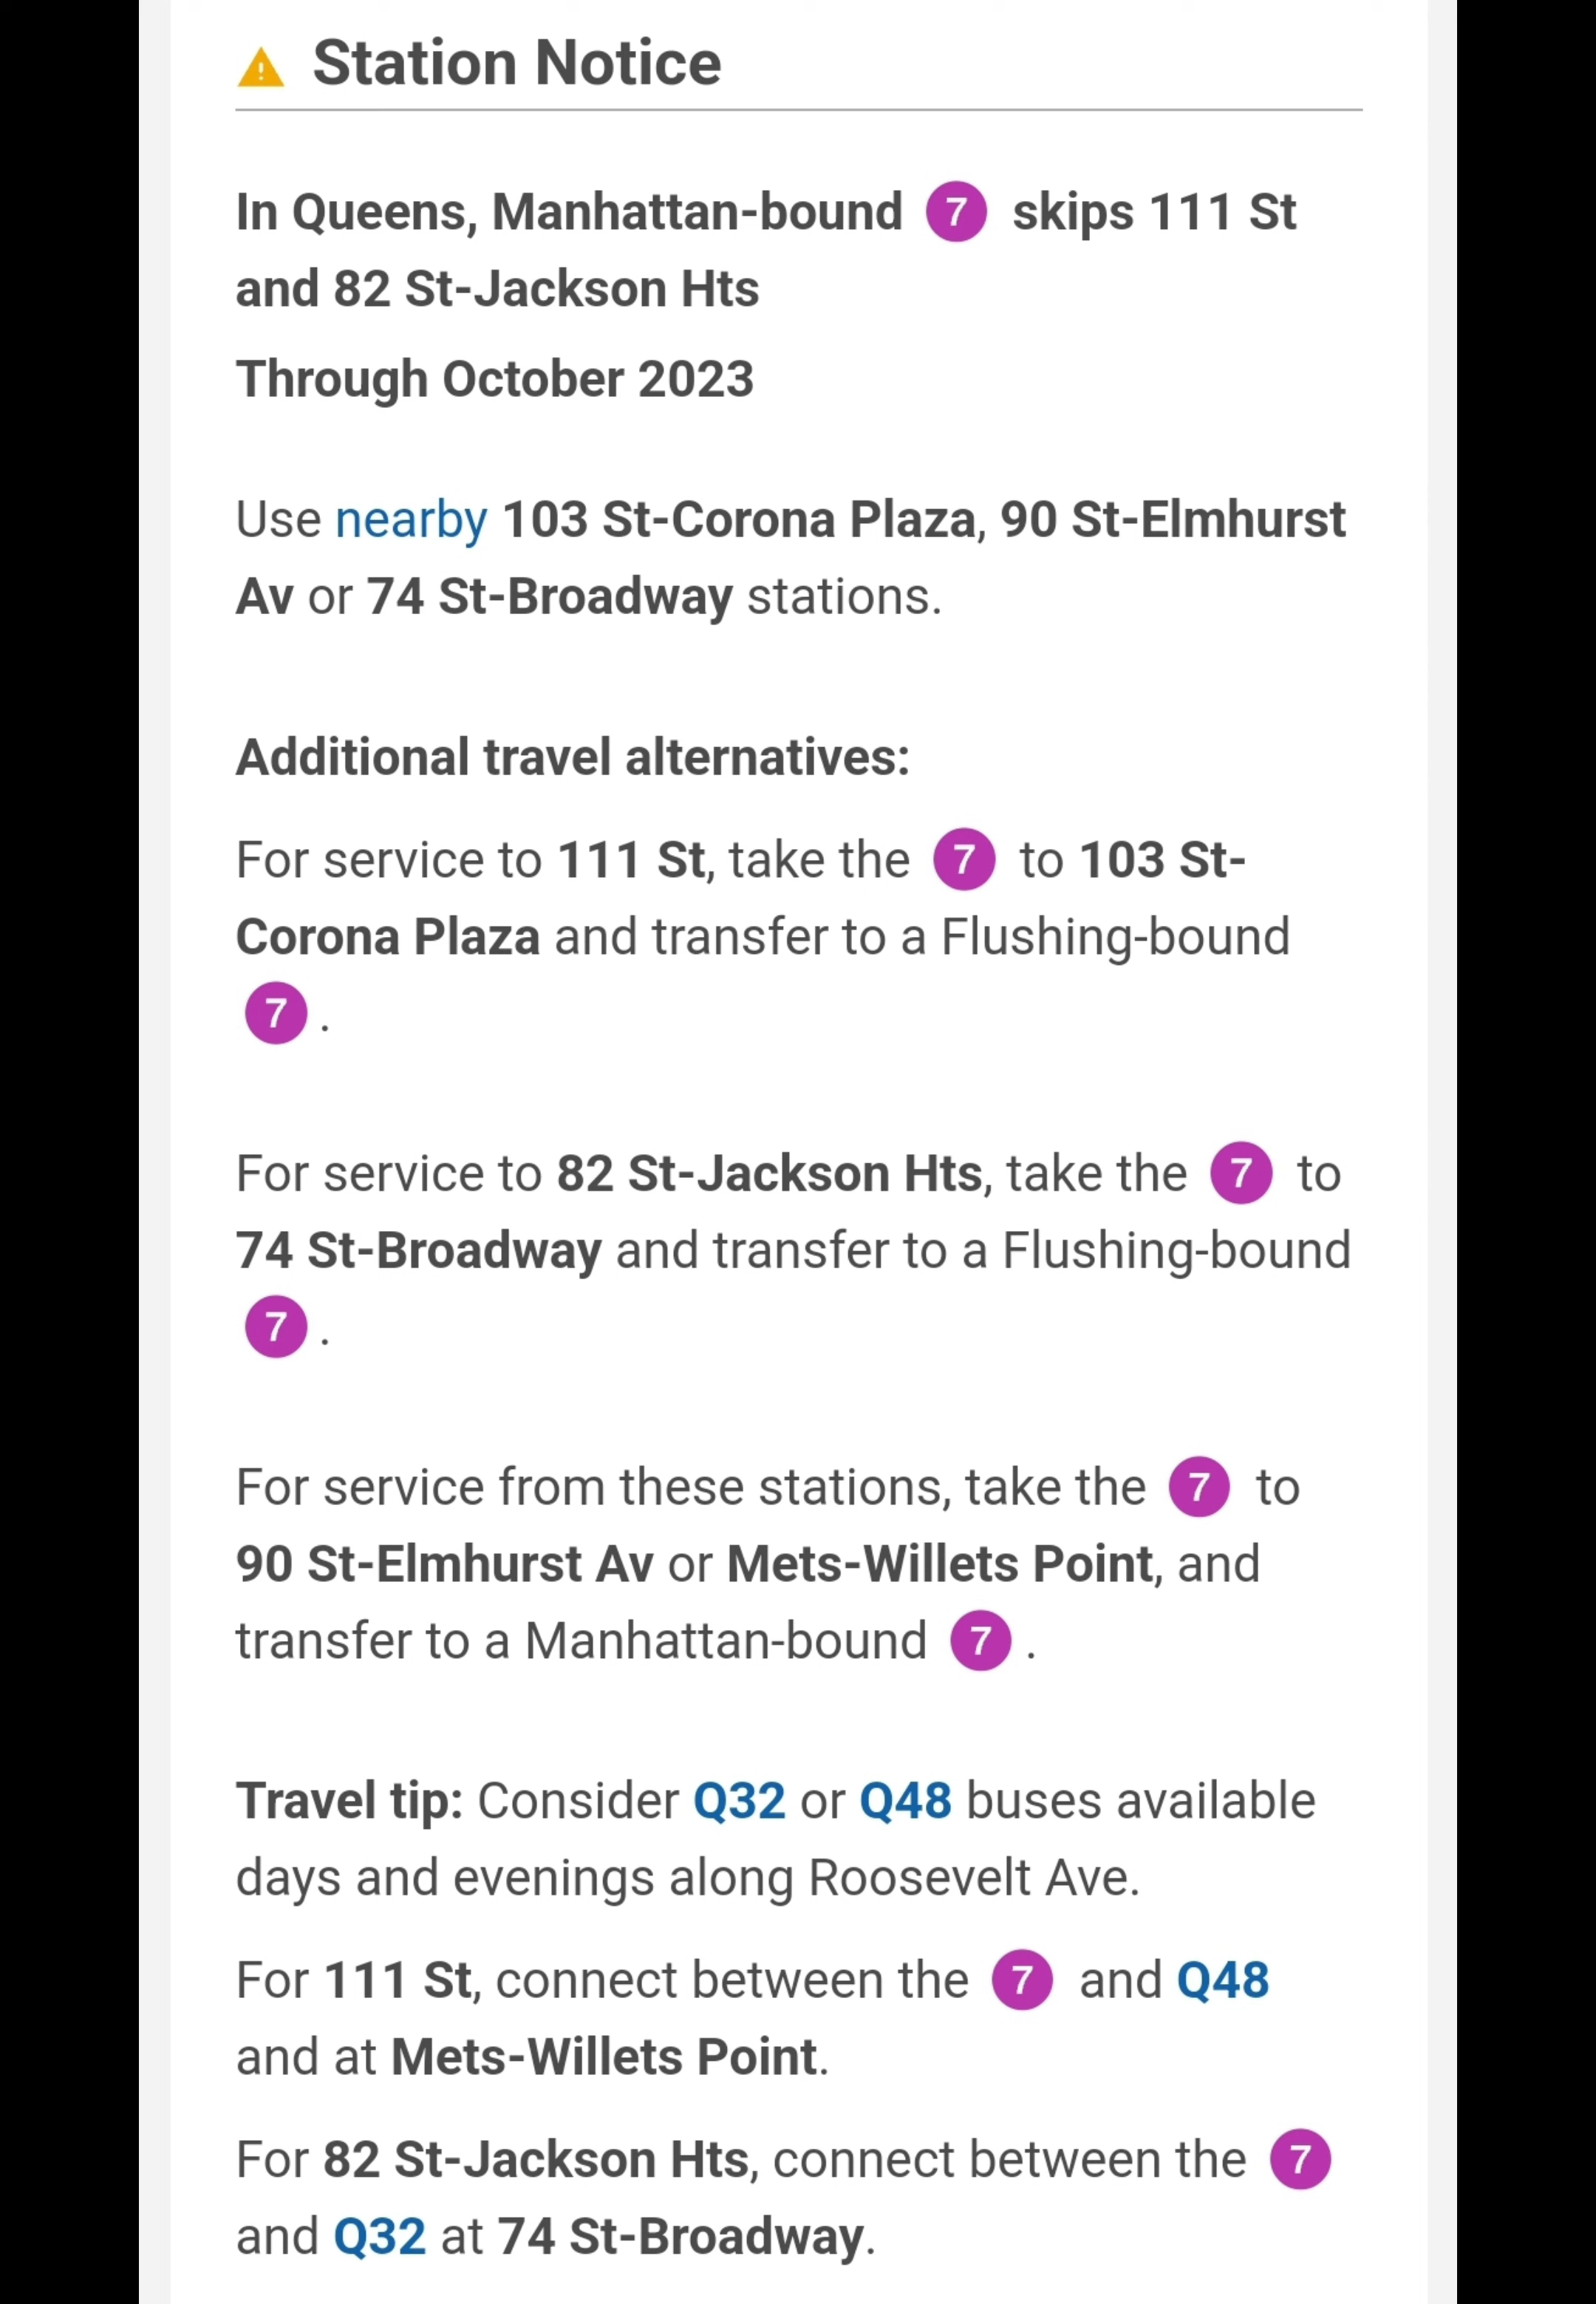 Station Notice
In Queens, Manhattan-bound 7 skips 111 St
and 82 St-Jackson Hts
Through October 2023
Use nearby 103 St-Corona Plaza, 90 St-Elmhurst
Av or 74 St-Broadway stations.
Additional travel alternatives:
For service to 111 St, take the 7 to 103 St-
Corona Plaza and transfer to a Flushing-bound
7.
For service to 82 St-Jackson Hts, take the 7 to
74 St-Broadway and transfer to a Flushing-bound
7.
For service from these stations, take the 7 to
90 St-Elmhurst Av or Mets-Willets Point, and
transfer to a Manhattan-bound 7.
Travel tip: Consider Q32 or Q48 buses available
days and evenings along Roosevelt Ave.
For 111 St, connect between the 7 and Q48
and at Mets-Willets Point.
For 82 St-Jackson Hts, connect between the 7
and Q32 at 74 St-Broadway.